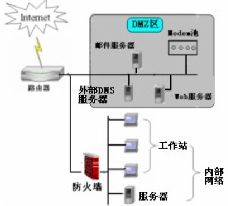 Internet
DMZ区
Modem池
邮件服务器
路由器
外部DNS
服务器
Web服务器
工作站
防火墙
内部
网络
服务器